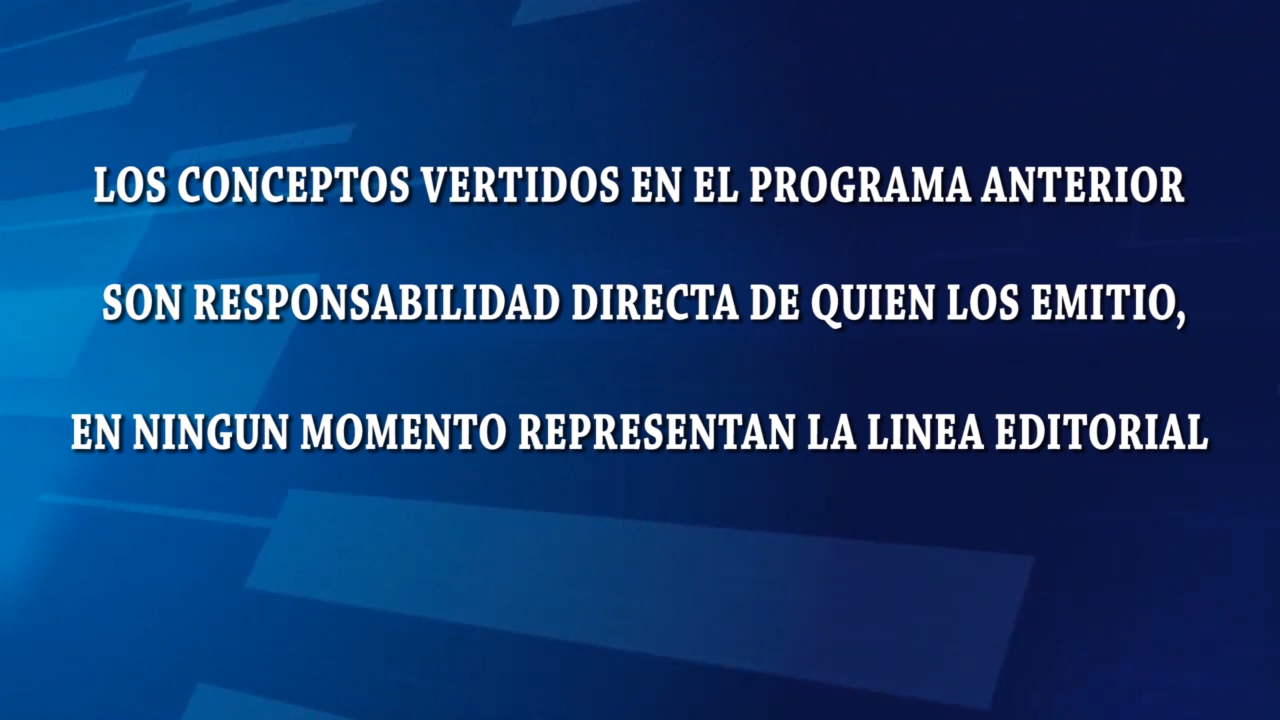 LOS CONCEPTOS VERTIDOS EN EL PROGRAMA ANTERIOR
SON RESPONSABILIDAD DIRECTA DE QUIEN LOS EMITIO,
EN NINGUN MOMENTO REPRESENTAN LA LINEA EDITORIAL